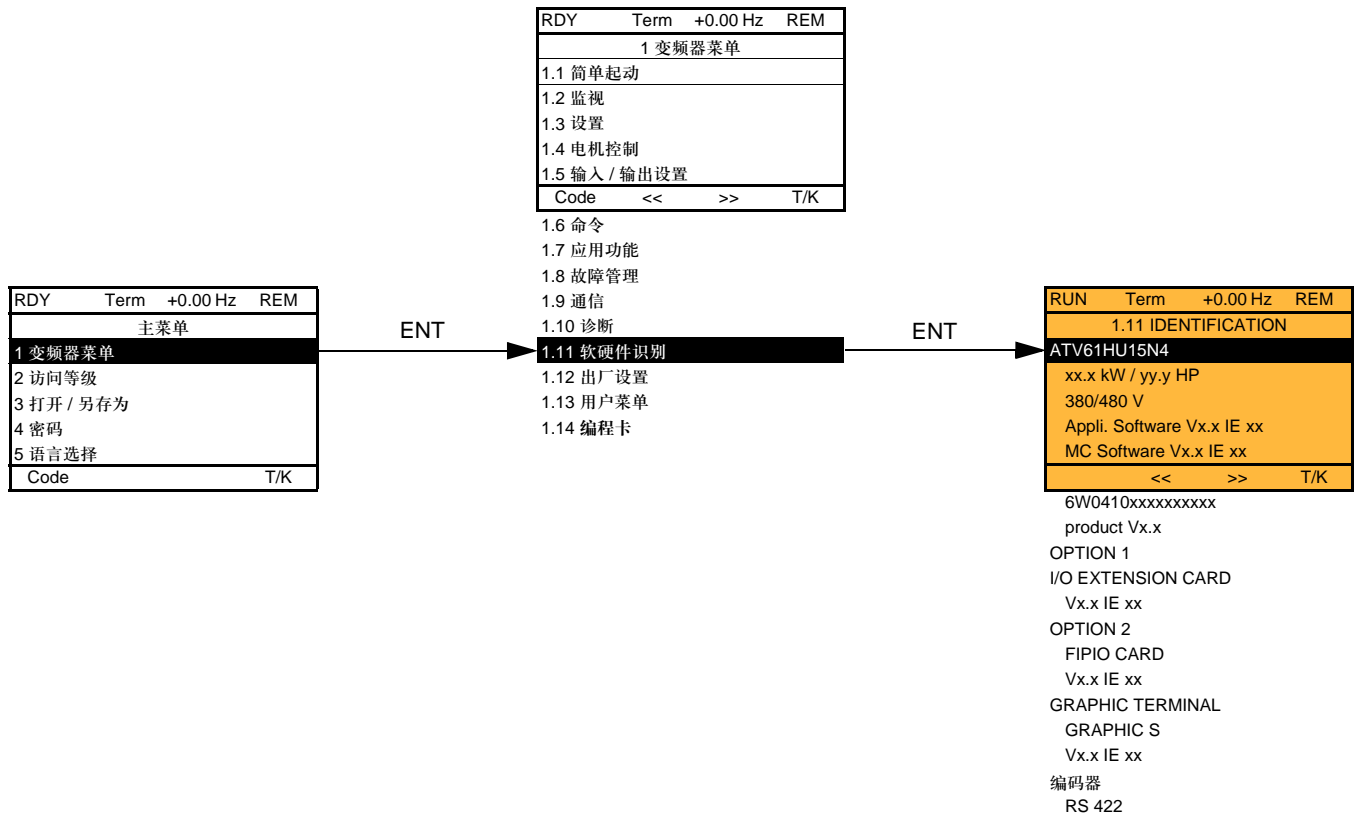 RDY Term +0.00 Hz REM
1 变频器菜单
1.1 简单起动
1.2 监视
1.3 设置
1.4 电机控制
1.5 输入 / 输出设置
Code << >> T/K
1.6 命令
1.7 应用功能
1.8 故障管理
1.9 通信
1.10 诊断
1.11 软硬件识别
1.12 出厂设置
1.13 用户菜单
1.14 编程卡
RDY Term +0.00 Hz REM
主菜单
1 变频器菜单
2 访问等级
3 打开 / 另存为
4 密码
5 语言选择
Code T/K
ENT
ENT
RUN Term +0.00 Hz REM
1.11 IDENTIFICATION
ATV61HU15N4
xx.x kW / yy.y HP
380/480 V
Appli. Software Vx.x IE xx
MC Software Vx.x IE xx
<< >> T/K
6W0410xxxxxxxxxx
product Vx.x
OPTION 1
I/O EXTENSION CARD
Vx.x IE xx
OPTION 2
FIPIO CARD
Vx.x IE xx
GRAPHIC TERMINAL
GRAPHIC S
Vx.x IE xx
编码器
RS 422